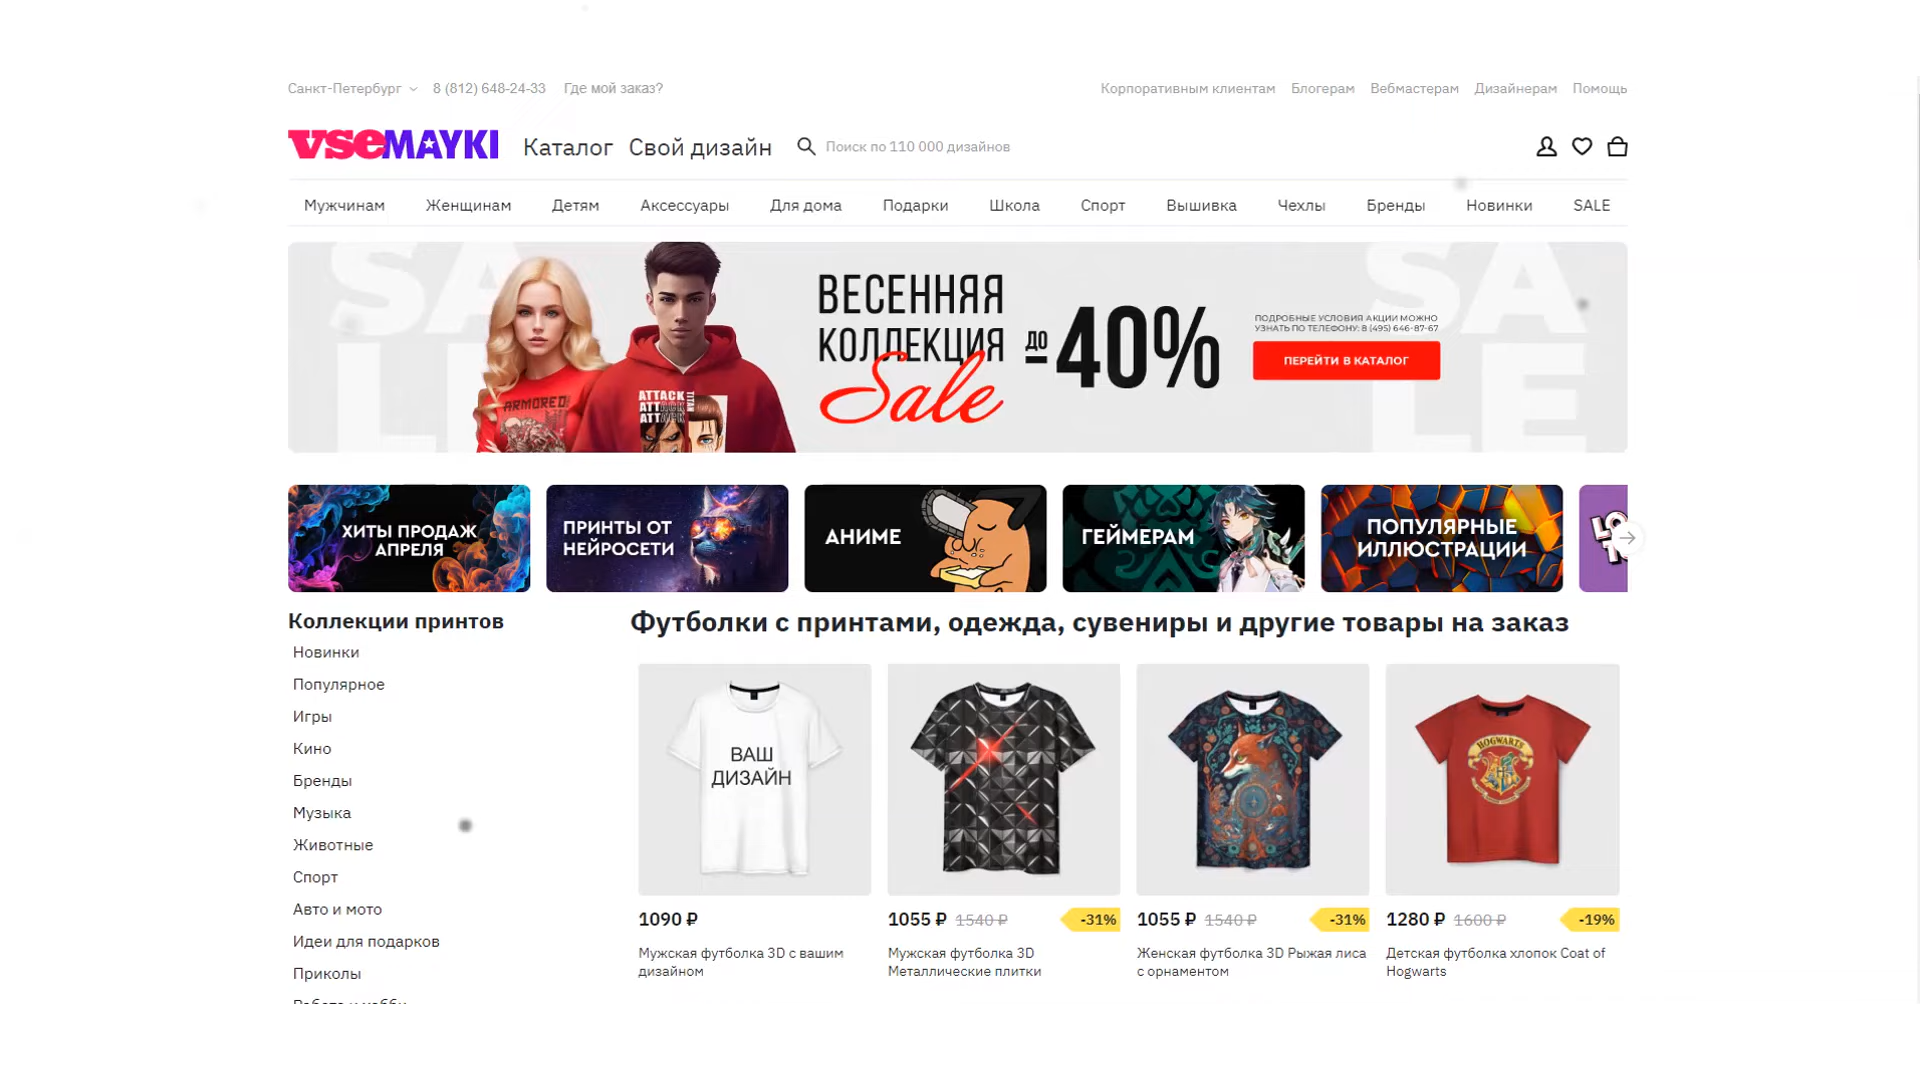 Санкт-Петербург 8 (812) 648-24-33 Где мой заказ? Корпоративным клиентам Блогерам Вебмастерам Дизайнерам Помощь
vseMAYKI Каталог Свой дизайн Поиск по 110 000 дизайнов
Мужчинам Женщинам Детям Аксессуары Для дома Подарки Школа Спорт Вышивка Чехлы Бренды Новинки SALE
SALE
SALE
ARMORED
ATTACK
TITAN
ВЕСЕННЯЯ
КОЛЛЕКЦИЯ
Sale
ДО 40%
ПОДРОБНЫЕ УСЛОВИЯ АКЦИИ МОЖНО
УЗНАТЬ ПО ТЕЛЕФОНУ: 8 (495) 646-87-67
ПЕРЕЙТИ В КАТАЛОГ
ХИТЫ ПРОДАЖ
АПРЕЛЯ
ПРИНТЫ ОТ
НЕЙРОСЕТИ
АНИМЕ
ГЕЙМЕРАМ
ПОПУЛЯРНЫЕ
ИЛЛЮСТРАЦИИ
Коллекции принтов
Новинки
Популярное
Игры
Кино
Бренды
Музыка
Животные
Спорт
Авто и мото
Идеи для подарков
Приколы
Футболки с принтами, одежда, сувениры и другие товары на заказ
ВАШ
ДИЗАЙН
HOGWARTS
1090 ₽
Мужская футболка 3D с вашим
дизайном
1055 ₽ 1540 ₽ -31%
Мужская футболка 3D
Металлические плитки
1055 ₽ 1540 ₽ -31%
Женская футболка 3D Рыжая лиса
с орнаментом
1280 ₽ 1600 ₽ -19%
Детская футболка хлопок Coat of
Hogwarts